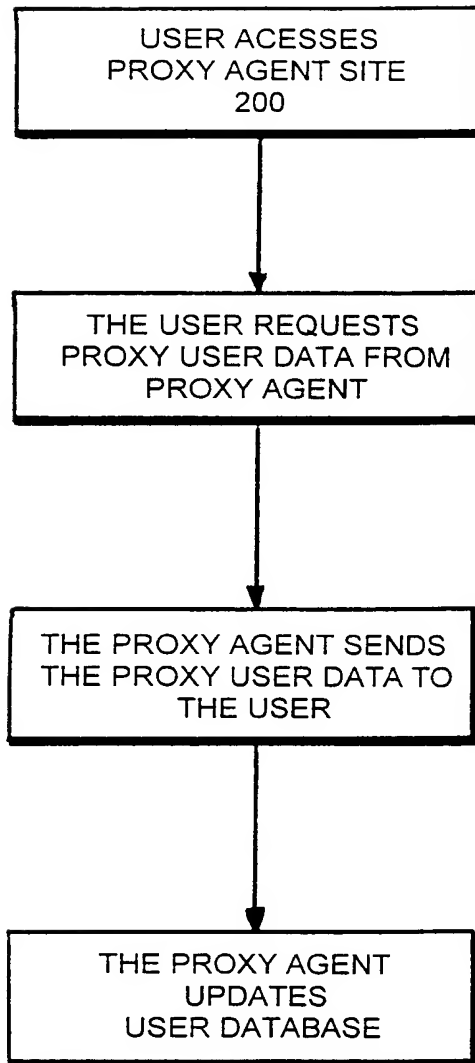 USER ACESSES
PROXY AGENT SITE
200
THE USER REQUESTS
PROXY USER DATA FROM
PROXY AGENT
THE PROXY AGENT SENDS
THE PROXY USER DATA TO
THE USER
THE PROXY AGENT
UPDATES
USER DATABASE